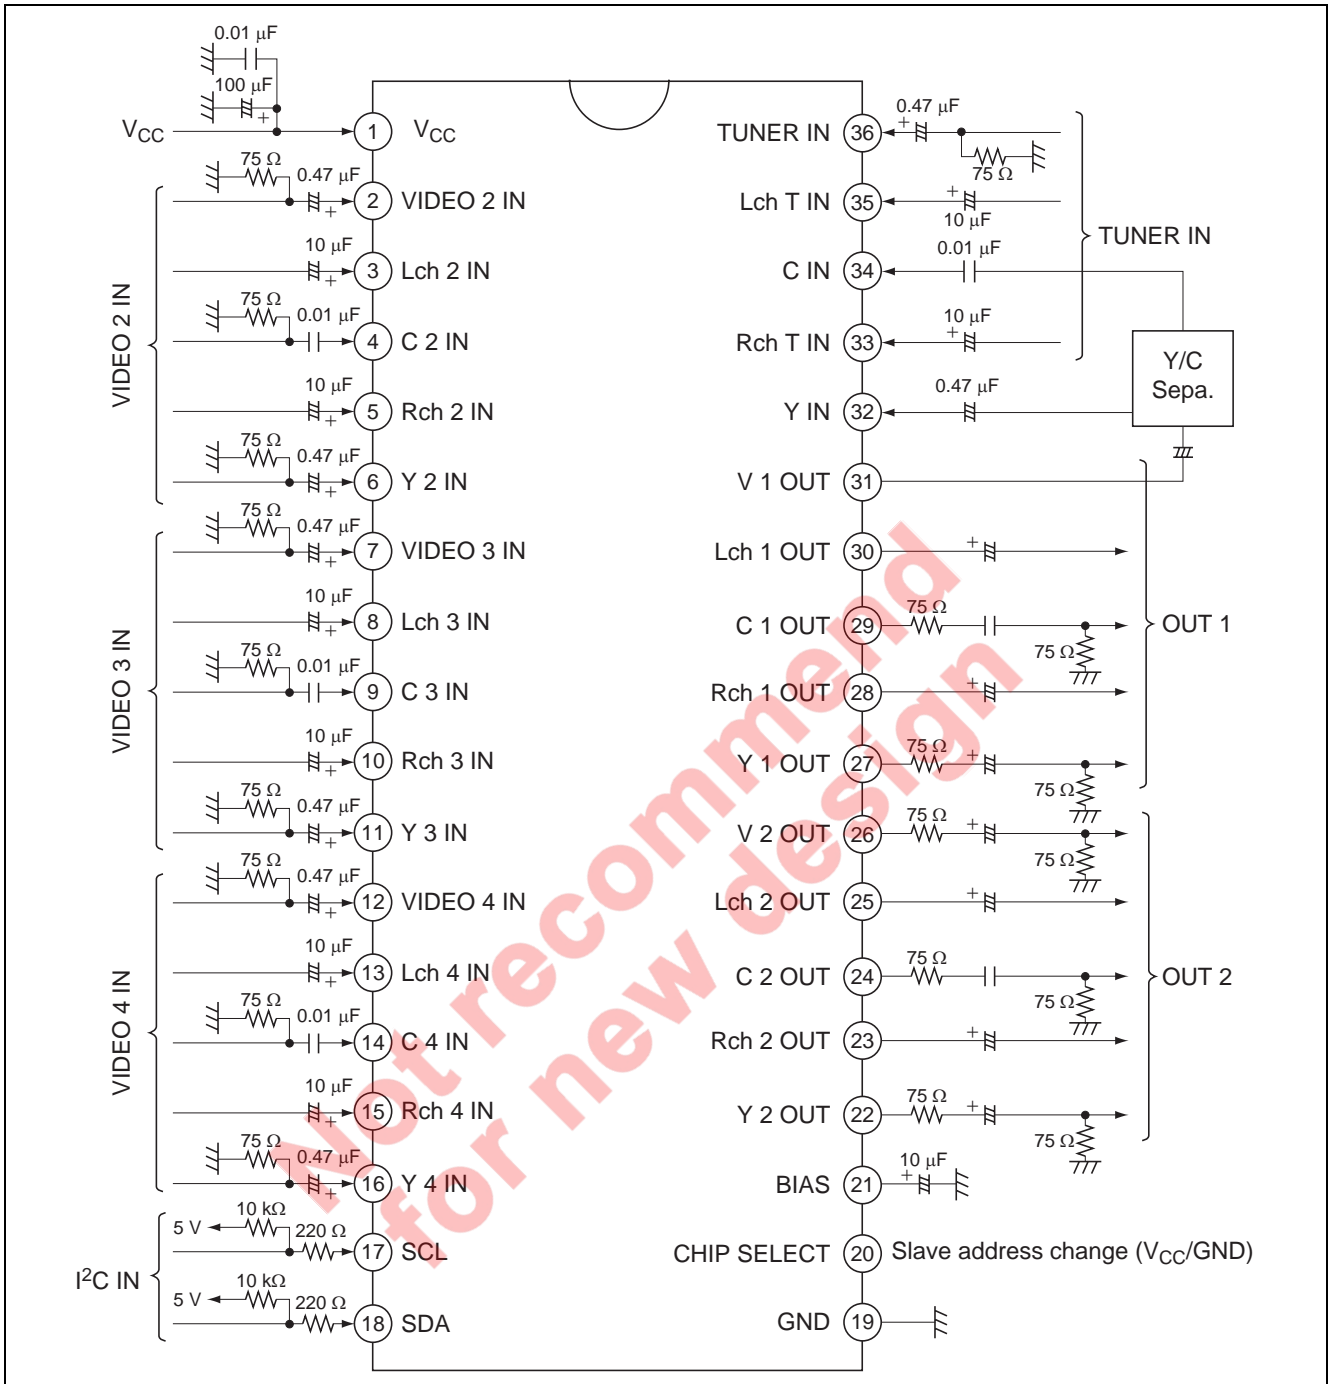 0.01 μF
100 μF
VCC
1
VCC
75 Ω
0.47 μF
2
VIDEO 2 IN
10 μF
3
Lch 2 IN
75 Ω
0.01 μF
4
C 2 IN
10 μF
5
Rch 2 IN
75 Ω
0.47 μF
6
Y 2 IN
VIDEO 2 IN
75 Ω
0.47 μF
7
VIDEO 3 IN
10 μF
8
Lch 3 IN
75 Ω
0.01 μF
9
C 3 IN
10 μF
10
Rch 3 IN
75 Ω
0.47 μF
11
Y 3 IN
VIDEO 3 IN
75 Ω
0.47 μF
12
VIDEO 4 IN
10 μF
13
Lch 4 IN
75 Ω
0.01 μF
14
C 4 IN
10 μF
15
Rch 4 IN
75 Ω
0.47 μF
16
Y 4 IN
VIDEO 4 IN
5 V
10 kΩ
220 Ω
17
SCL
5 V
10 kΩ
220 Ω
18
SDA
I²C IN
TUNER IN
36
0.47 μF
75 Ω
Lch T IN
35
10 μF
C IN
34
0.01 μF
Rch T IN
33
10 μF
TUNER IN
Y IN
32
0.47 μF
Y/C
Sepa.
V 1 OUT
31
Lch 1 OUT
30
C 1 OUT
29
75 Ω
75 Ω
Rch 1 OUT
28
Y 1 OUT
27
75 Ω
75 Ω
OUT 1
V 2 OUT
26
75 Ω
75 Ω
Lch 2 OUT
25
C 2 OUT
24
75 Ω
75 Ω
Rch 2 OUT
23
Y 2 OUT
22
75 Ω
75 Ω
OUT 2
BIAS
21
10 μF
CHIP SELECT
20
Slave address change (VCC/GND)
GND
19
Not recommend
for new design